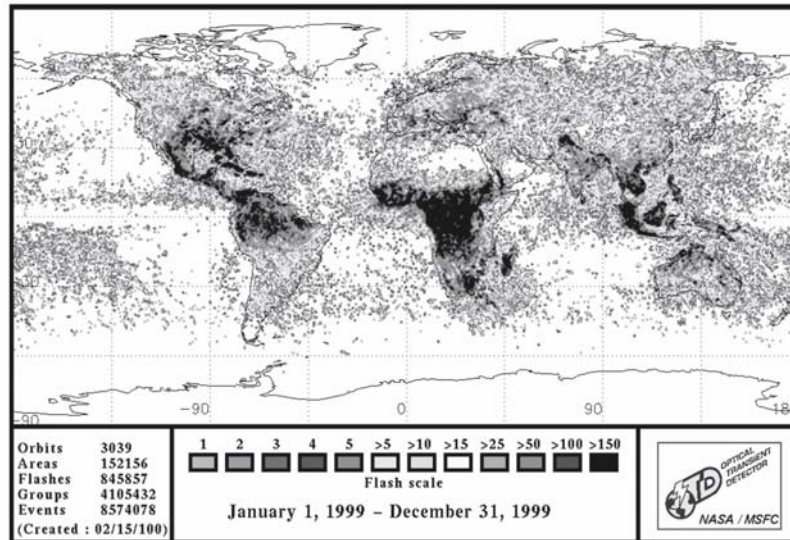 30
-90
-90
0
90
18
Orbits 3039
Areas 152156
Flashes 845857
Groups 4105432
Events 8574078
(Created : 02/15/100)
1 2 3 4 5 >5 >10 >15 >25 >50 >100 >150
Flash scale
January 1, 1999 – December 31, 1999
OPTICAL
TRANSIENT
DETECTOR
OTD
NASA / MSFC